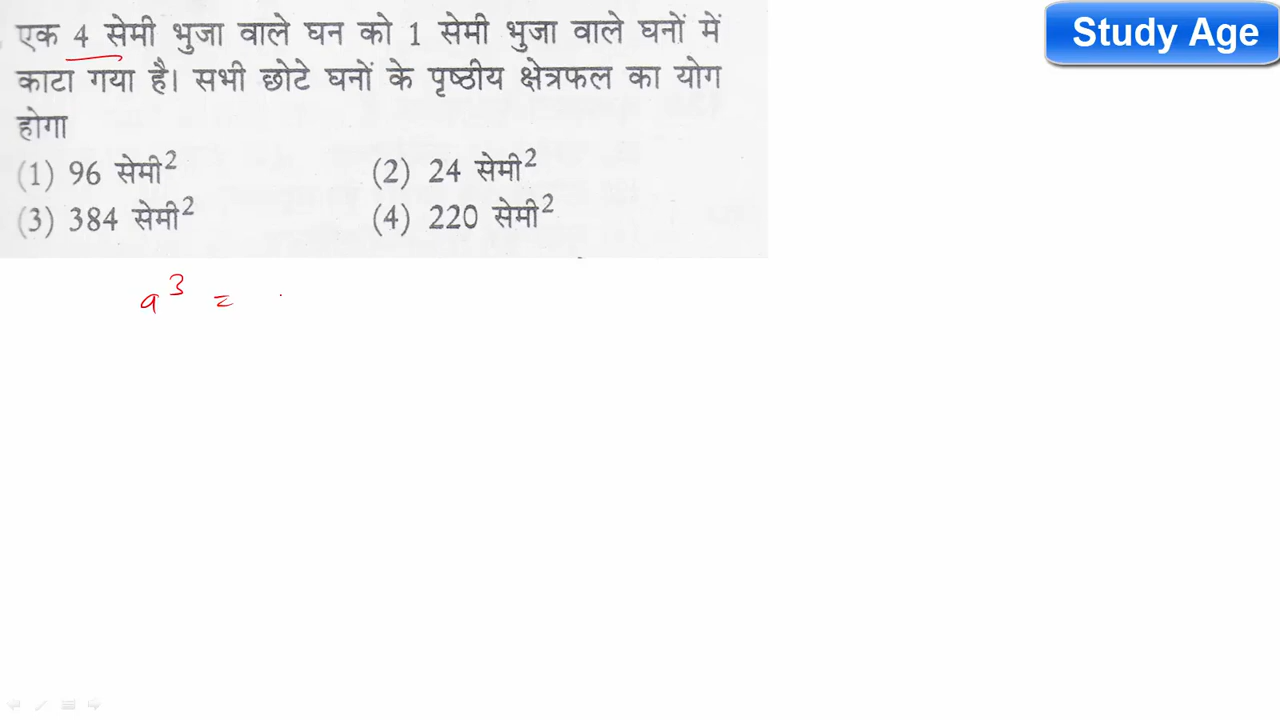 एक 4 सेमी भुजा वाले घन को 1 सेमी भुजा वाले घनों में
काटा गया है। सभी छोटे घनों के पृष्ठीय क्षेत्रफल का योग
होगा
(1) 96 सेमी² (2) 24 सेमी²
(3) 384 सेमी² (4) 220 सेमी²
Study Age
a³ =